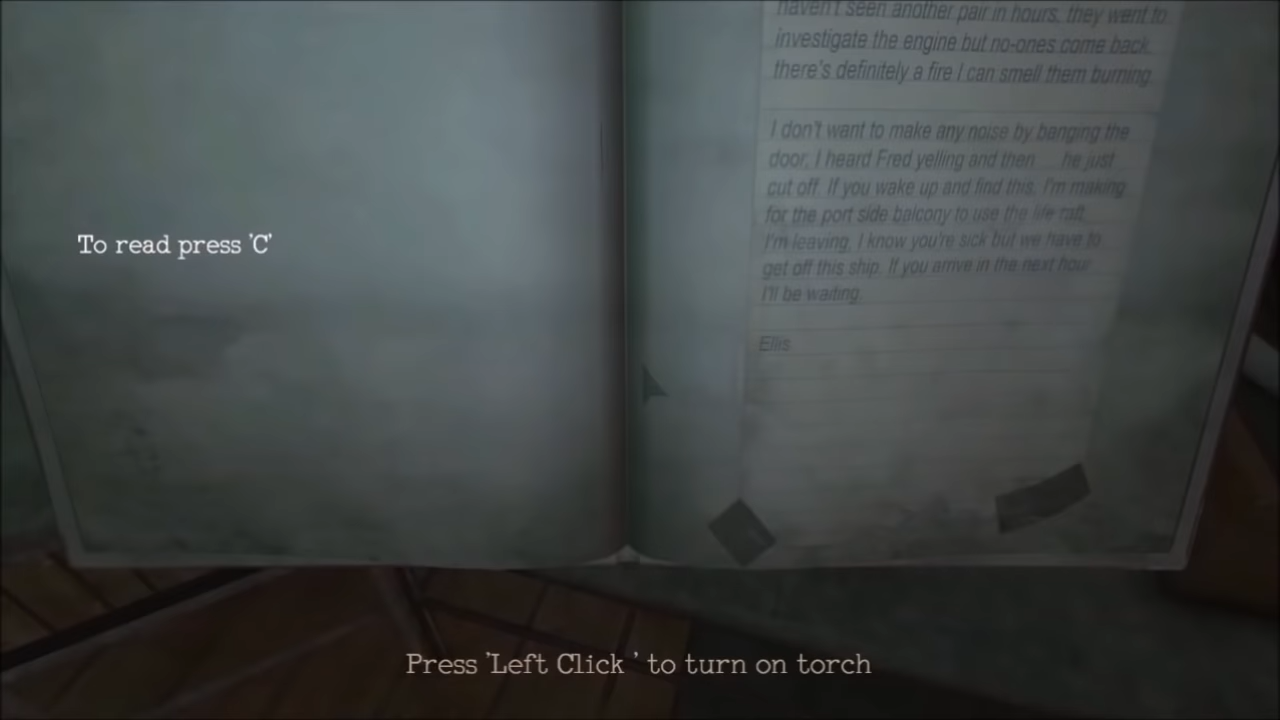 To read press 'C'
haven't seen another pair in hours, they went to
investigate the engine but no-ones come back
there's definitely a fire I can smell them burning
I don't want to make any noise by banging the
door, I heard Fred yelling and then ... he just
cut off. If you wake up and find this, I'm making
for the port side balcony to use the life raft
I'm leaving, I know you're sick but we have to
get off this ship. If you arrive in the next hour
I'll be waiting.
Ellis
Press 'Left Click ' to turn on torch